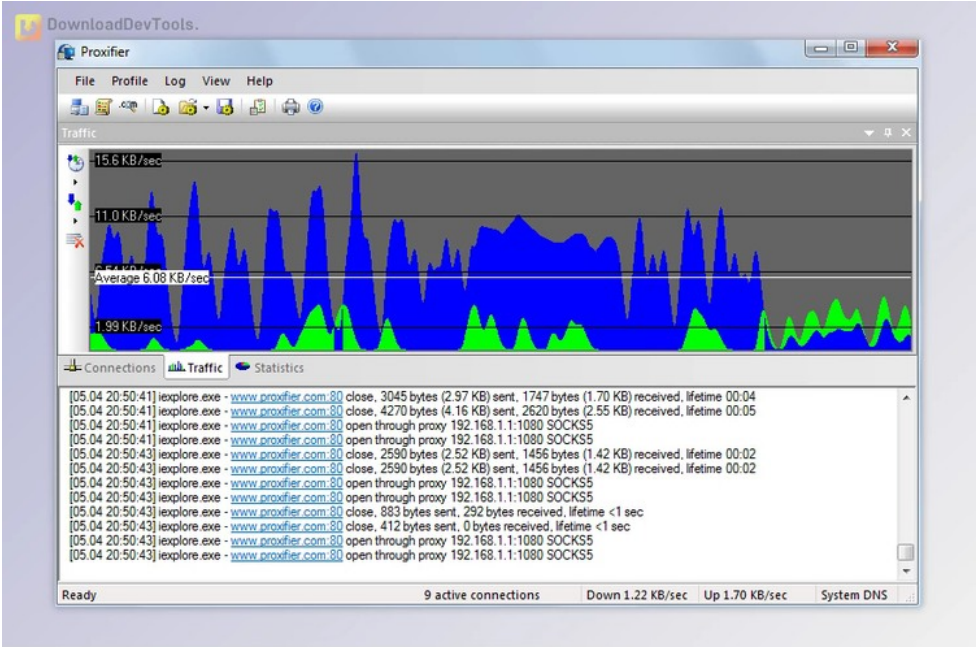 DownloadDevTools.
Proxifier
File Profile Log View Help
Traffic
15.6 KB/sec
11.0 KB/sec
Average 6.08 KB/sec
1.99 KB/sec
Connections Traffic Statistics
[05.04 20:50:41] iexplore.exe - www.proxifier.com:80 close, 3045 bytes (2.97 KB) sent, 1747 bytes (1.70 KB) received, lifetime 00:04
[05.04 20:50:41] iexplore.exe - www.proxifier.com:80 close, 4270 bytes (4.16 KB) sent, 2620 bytes (2.55 KB) received, lifetime 00:05
[05.04 20:50:41] iexplore.exe - www.proxifier.com:80 open through proxy 192.168.1.1:1080 SOCKS5
[05.04 20:50:41] iexplore.exe - www.proxifier.com:80 open through proxy 192.168.1.1:1080 SOCKS5
[05.04 20:50:43] iexplore.exe - www.proxifier.com:80 close, 2590 bytes (2.52 KB) sent, 1456 bytes (1.42 KB) received, lifetime 00:02
[05.04 20:50:43] iexplore.exe - www.proxifier.com:80 close, 2590 bytes (2.52 KB) sent, 1456 bytes (1.42 KB) received, lifetime 00:02
[05.04 20:50:43] iexplore.exe - www.proxifier.com:80 open through proxy 192.168.1.1:1080 SOCKS5
[05.04 20:50:43] iexplore.exe - www.proxifier.com:80 open through proxy 192.168.1.1:1080 SOCKS5
[05.04 20:50:43] iexplore.exe - www.proxifier.com:80 close, 883 bytes sent, 292 bytes received, lifetime <1 sec
[05.04 20:50:43] iexplore.exe - www.proxifier.com:80 close, 412 bytes sent, 0 bytes received, lifetime <1 sec
[05.04 20:50:43] iexplore.exe - www.proxifier.com:80 open through proxy 192.168.1.1:1080 SOCKS5
[05.04 20:50:43] iexplore.exe - www.proxifier.com:80 open through proxy 192.168.1.1:1080 SOCKS5
Ready 9 active connections Down 1.22 KB/sec Up 1.70 KB/sec System DNS